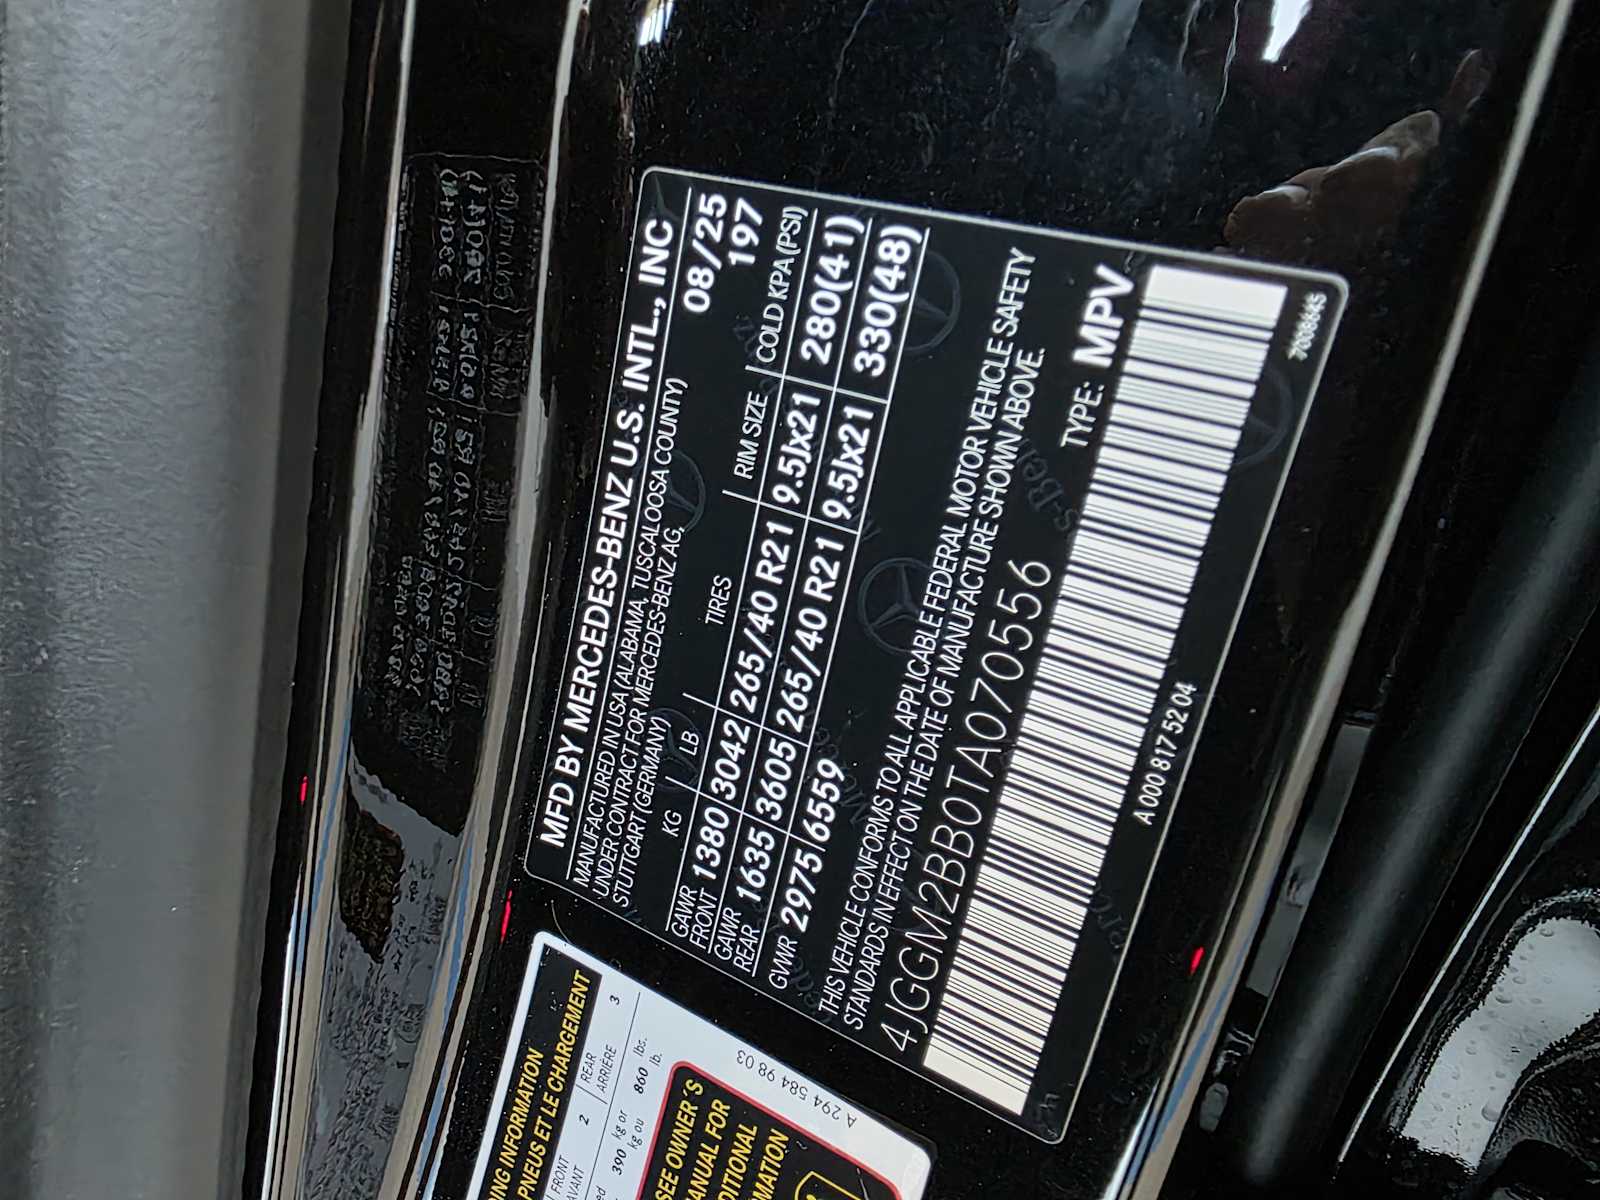 MFD BY MERCEDES-BENZ U.S. INTL., INC
MANUFACTURED IN USA (ALABAMA, TUSCALOOSA COUNTY)
UNDER CONTRACT FOR MERCEDES-BENZ AG,
STUTTGART (GERMANY)
08/25
197
KG LB TIRES RIM SIZE COLD KPA (PSI)
GAWR FRONT 1380 3042 265/40 R21 9.5Jx21 280(41)
GAWR REAR 1635 3605 265/40 R21 9.5Jx21 330(48)
GVWR 2975 6559
THIS VEHICLE CONFORMS TO ALL APPLICABLE FEDERAL MOTOR VEHICLE SAFETY
STANDARDS IN EFFECT ON THE DATE OF MANUFACTURE SHOWN ABOVE.
4JGGM2BB0TA070556 TYPE: MPV
A 000 817 52 04
7008845
INFORMATION
PNEUS ET LE CHARGEMENT
FRONT 2 REAR 3
AVANT ARRIÈRE
390 kg or 860 lbs.
kg ou lb.
SEE OWNER'S
MANUAL FOR
A 294 584 98 03